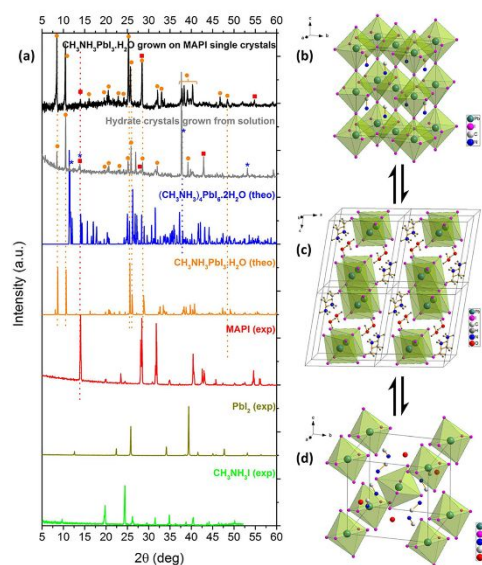 (a)
CH₃NH₃PbI₃.H₂O grown on MAPI single crystals
Hydrate crystals grown from solution
(CH₃NH₃)₄PbI₆.2H₂O (theo)
CH₃NH₃PbI₃.H₂O (theo)
MAPI (exp)
PbI₂ (exp)
CH₃NH₃I (exp)
Intensity (a.u.)
5 10 15 20 25 30 35 40 45 50 55 60
5 10 15 20 25 30 35 40 45 50 55 60
2θ (deg)
(b)
(c)
(d)